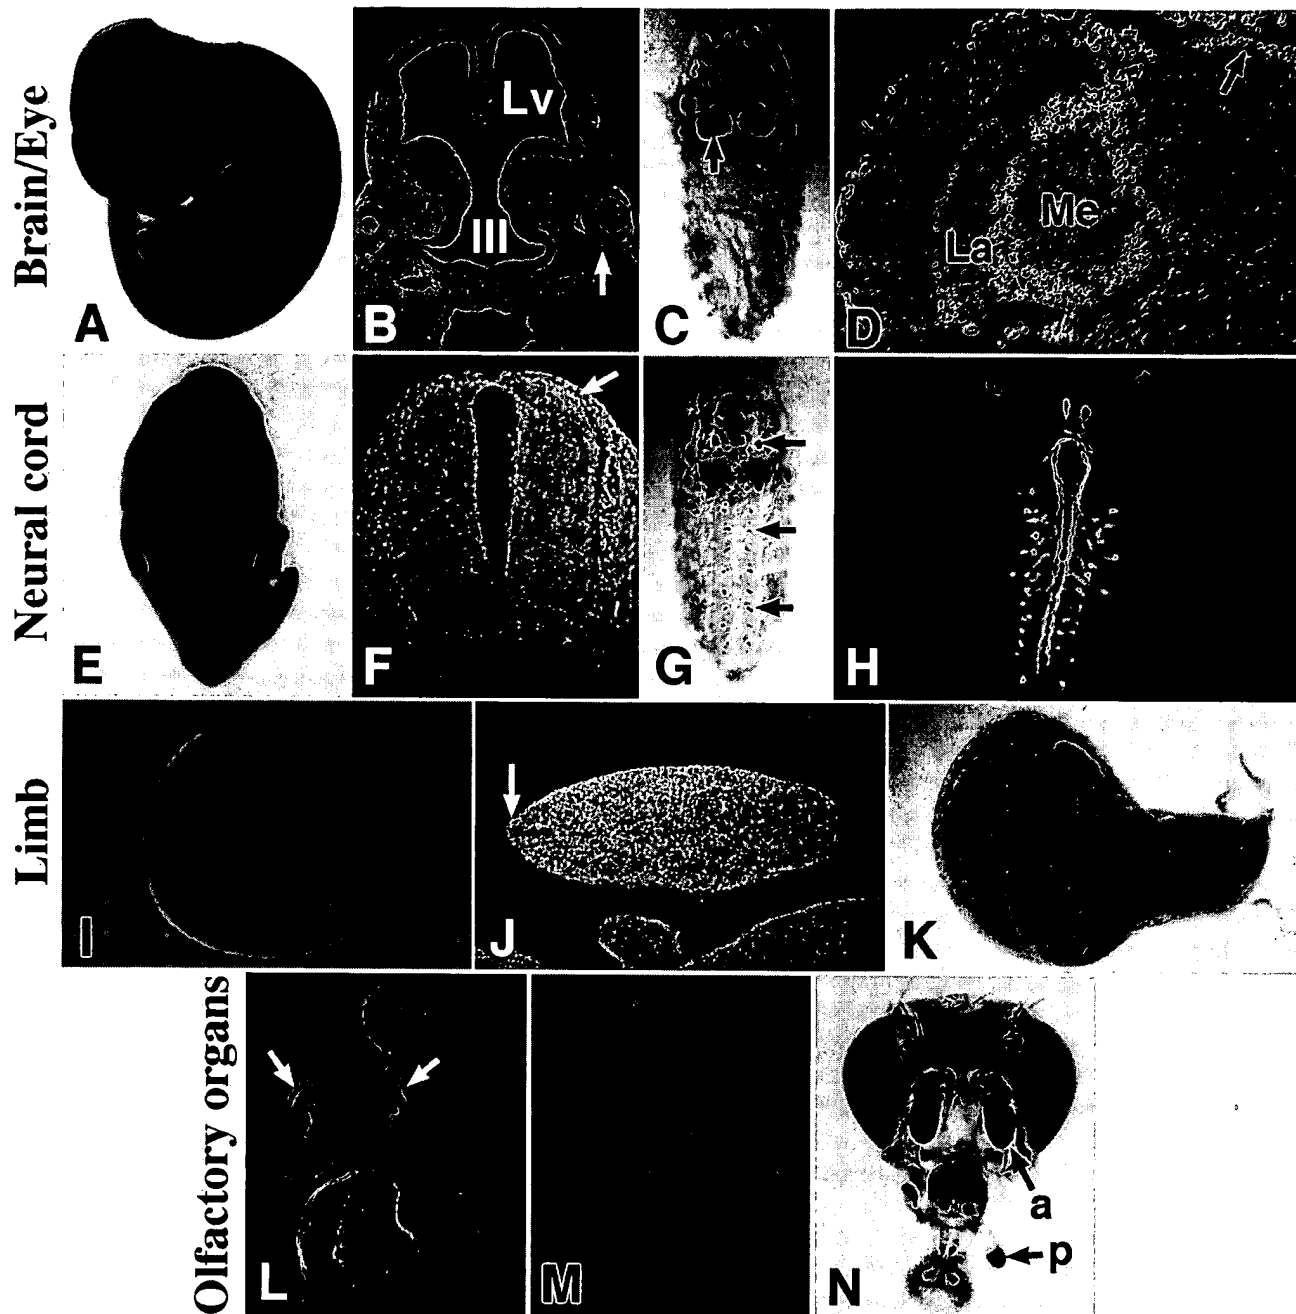 Brain/Eye
A
B
Lv
III
C
D
La
Me
Neural cord
E
F
G
H
Limb
I
J
K
Olfactory organs
L
M
N
a
p